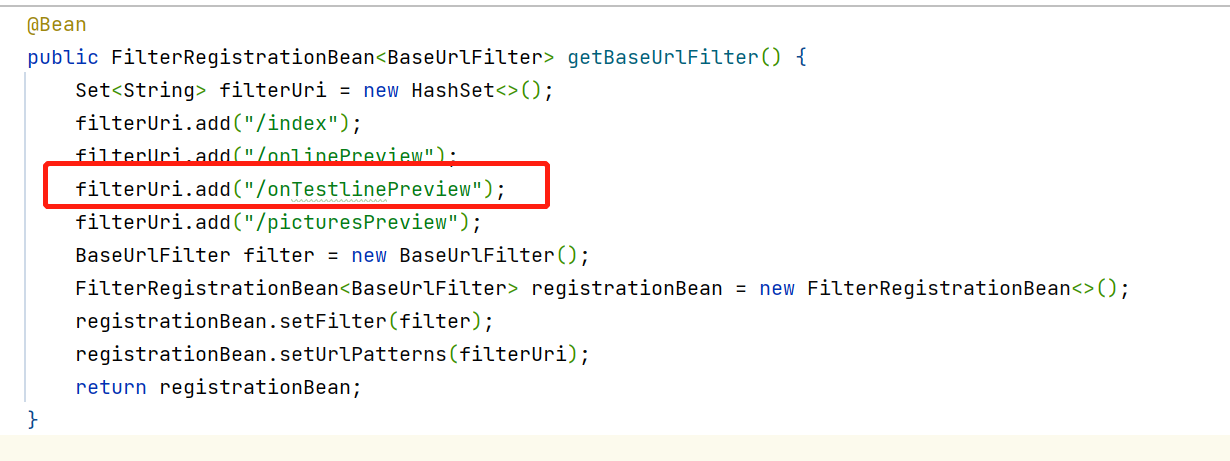 @Bean
public FilterRegistrationBean<BaseUrlFilter> getBaseUrlFilter() {
Set<String> filterUri = new HashSet<>();
filterUri.add("/index");
filterUri.add("/onlinePreview");
filterUri.add("/onTestlinePreview");
filterUri.add("/picturesPreview");
BaseUrlFilter filter = new BaseUrlFilter();
FilterRegistrationBean<BaseUrlFilter> registrationBean = new FilterRegistrationBean<>();
registrationBean.setFilter(filter);
registrationBean.setUrlPatterns(filterUri);
return registrationBean;
}